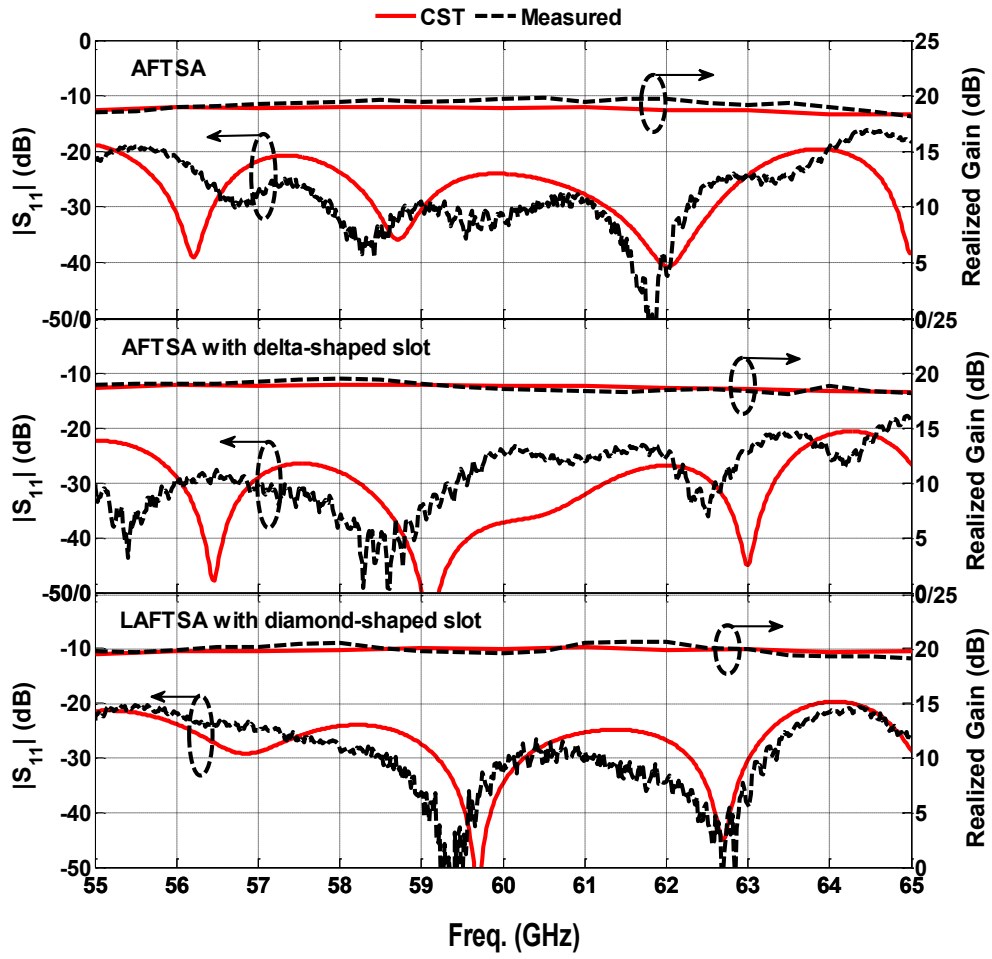 CST Measured
0
-10
-20
-30
-40
-50/0
|S11| (dB)
AFTSA
25
20
15
10
5
0/25
Realized Gain (dB)
-10
-20
-30
-40
-50/0
|S11| (dB)
AFTSA with delta-shaped slot
20
15
10
5
0/25
Realized Gain (dB)
-10
-20
-30
-40
-50
|S11| (dB)
LAFTSA with diamond-shaped slot
20
15
10
5
0
Realized Gain (dB)
55 56 57 58 59 60 61 62 63 64 65
Freq. (GHz)